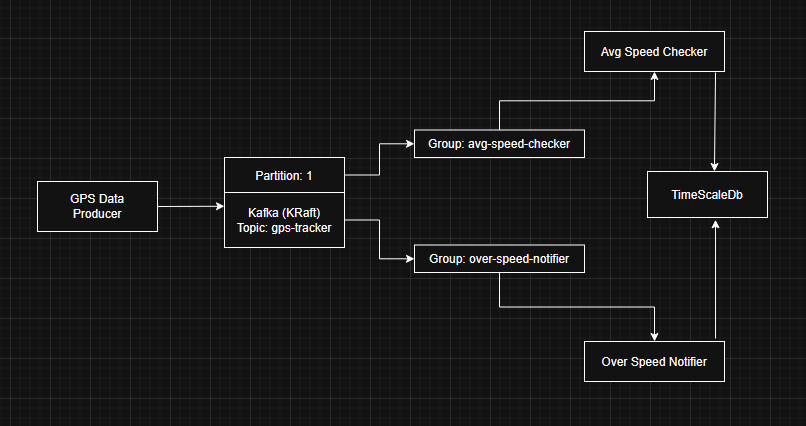 Avg Speed Checker
Group: avg-speed-checker
Partition: 1
GPS Data
Producer
Kafka (KRaft)
Topic: gps-tracker
TimeScaleDb
Group: over-speed-notifier
Over Speed Notifier